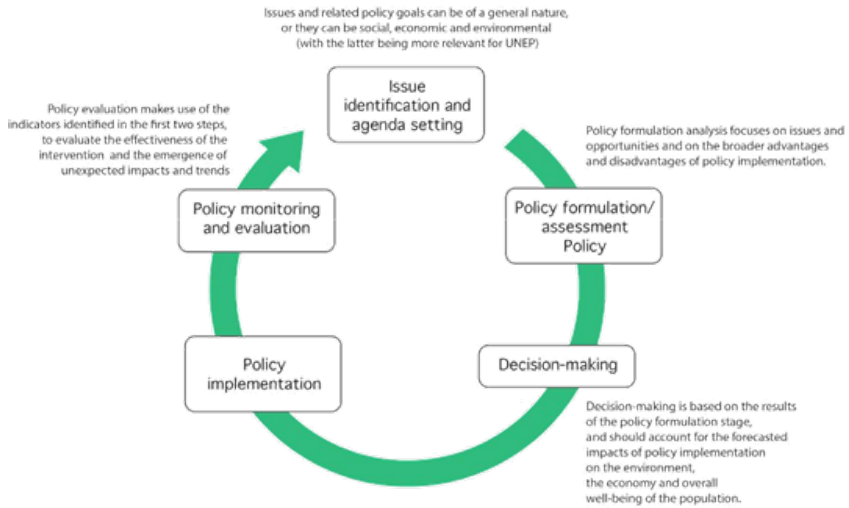 Issues and related policy goals can be of a general nature,
or they can be social, economic and environmental
(with the latter being more relevant for UNEP)
Issue
identification and
agenda setting
Policy formulation analysis focuses on issues and
opportunities and on the broader advantages
and disadvantages of policy implementation.
Policy formulation/
assessment
Policy
Decision-making
Decision-making is based on the results
of the policy formulation stage,
and should account for the forecasted
impacts of policy implementation
on the environment,
the economy and overall
well-being of the population.
Policy
implementation
Policy monitoring
and evaluation
Policy evaluation makes use of the
indicators identified in the first two steps,
to evaluate the effectiveness of the
intervention and the emergence of
unexpected impacts and trends